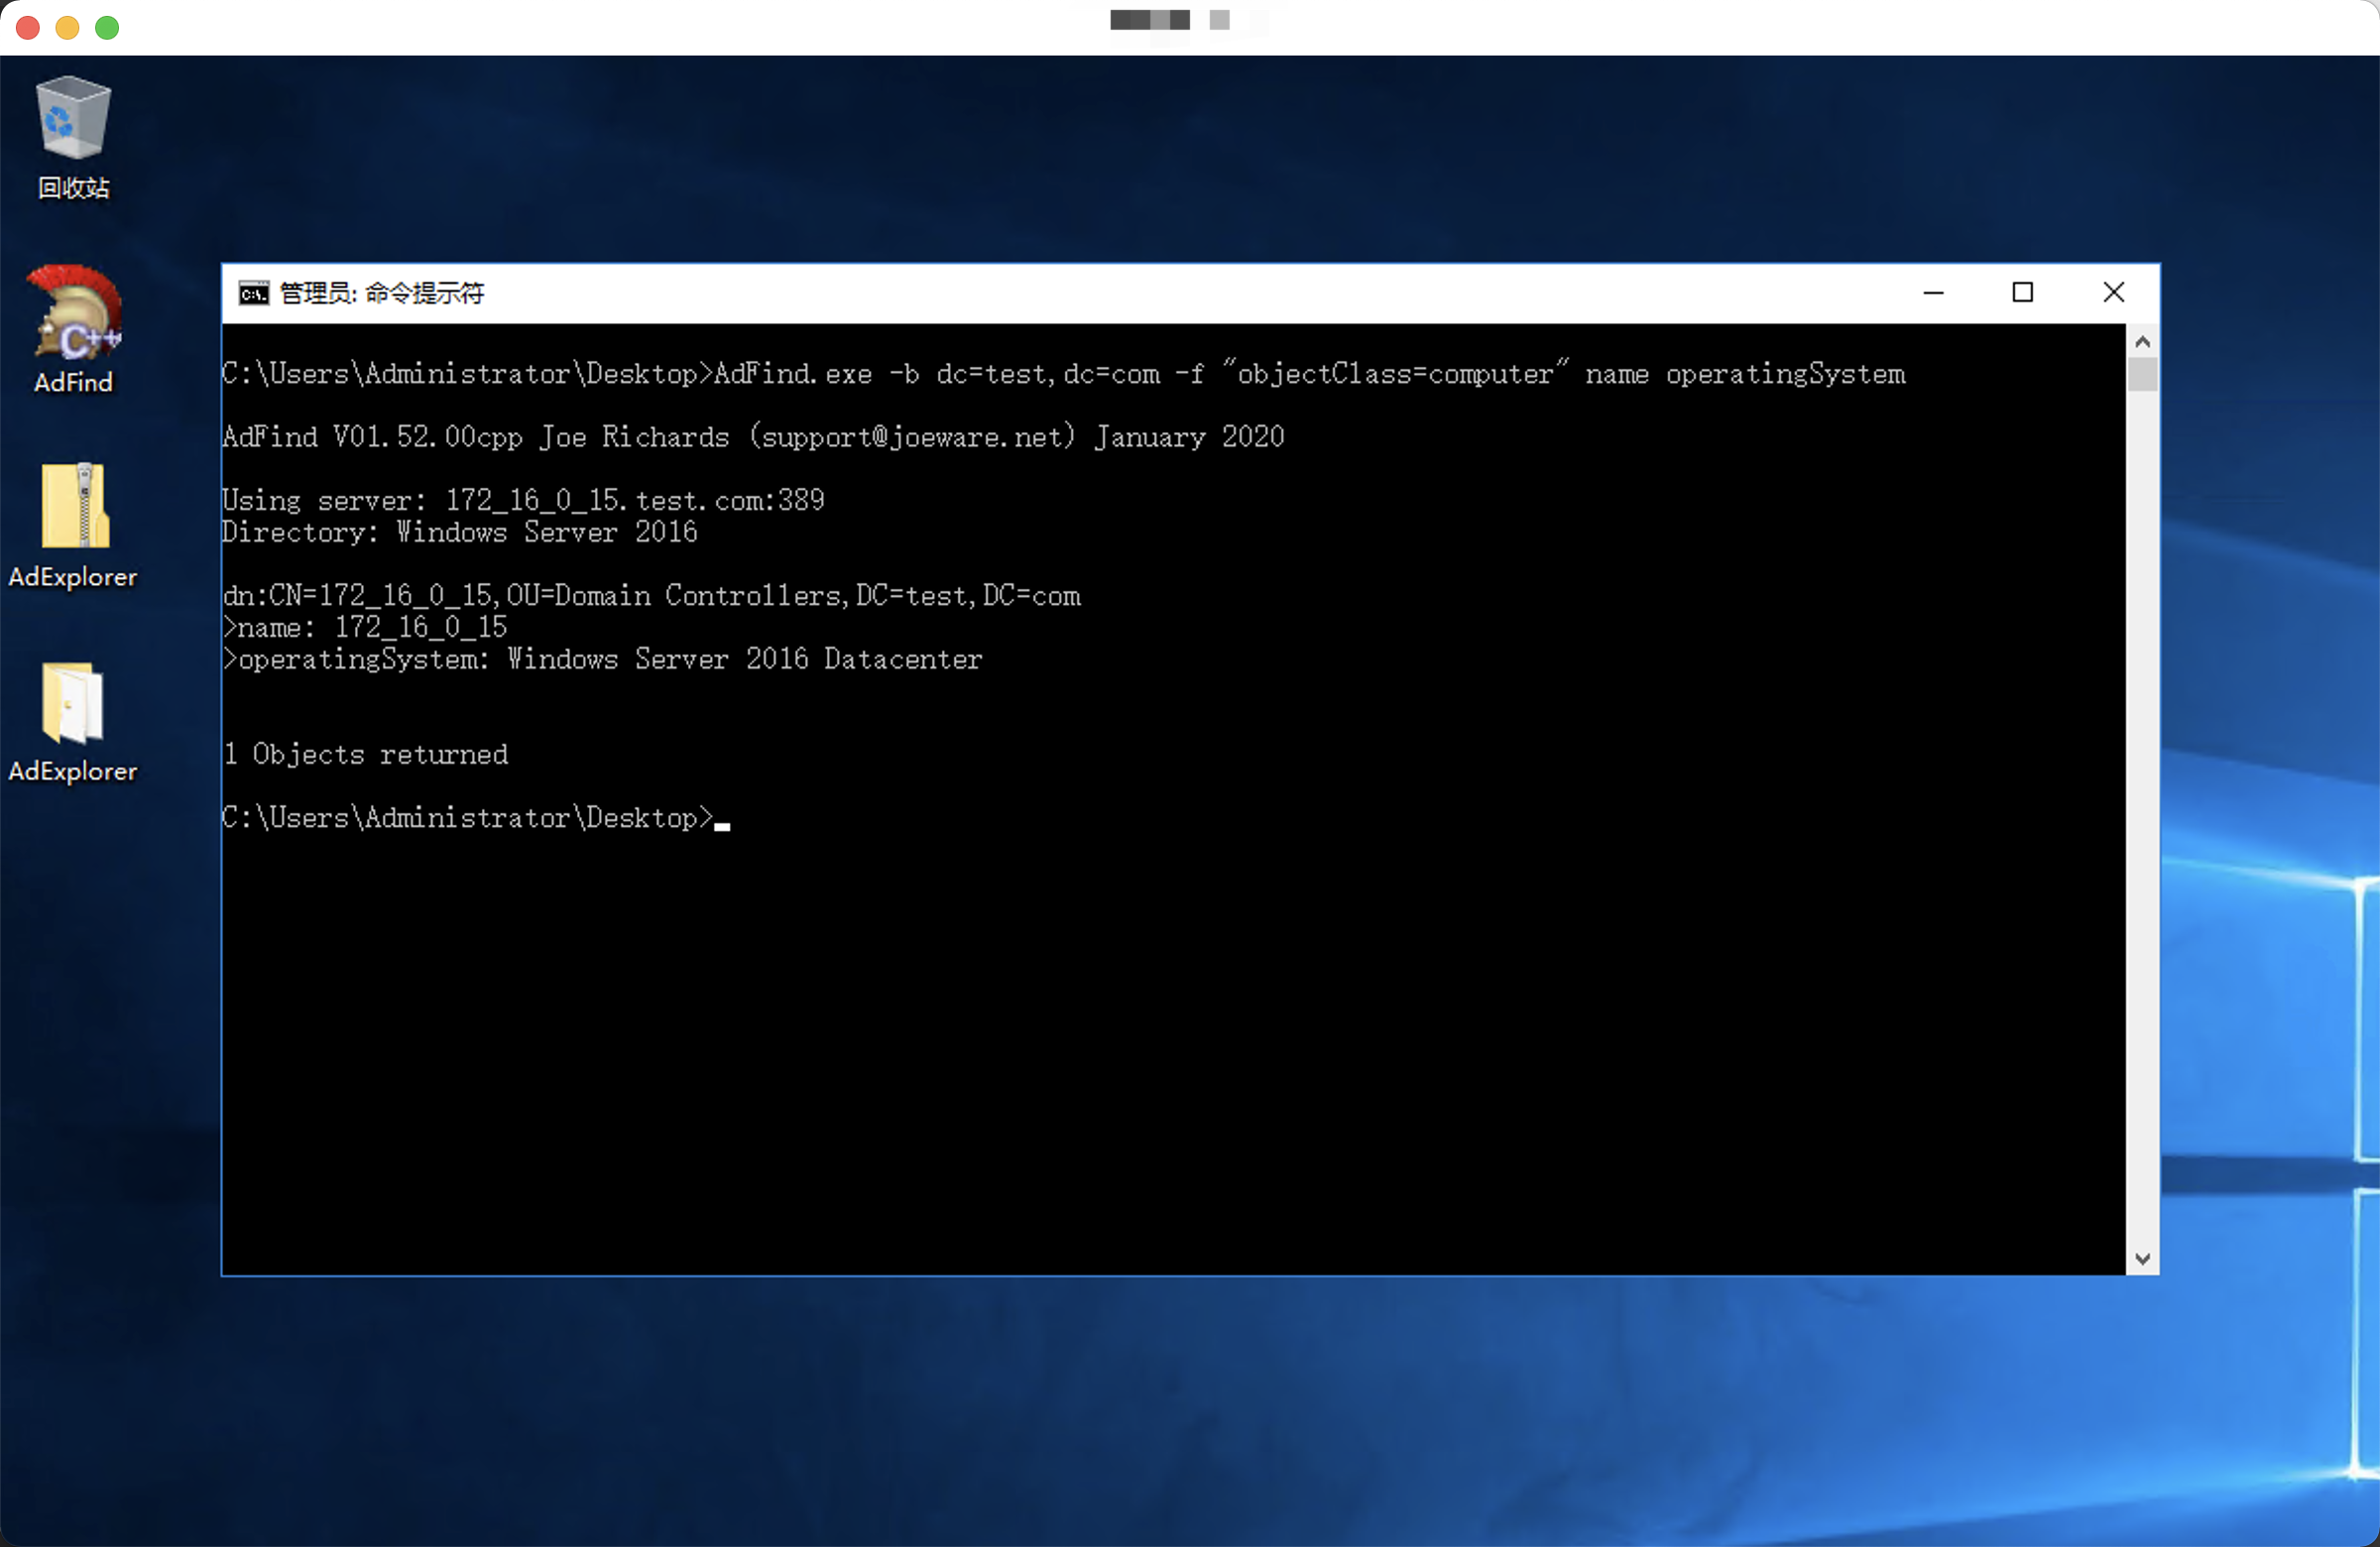 回收站
AdFind
AdExplorer
AdExplorer
管理员: 命令提示符
C:\Users\Administrator\Desktop>AdFind.exe -b dc=test,dc=com -f "objectClass=computer" name operatingSystem
AdFind V01.52.00cpp Joe Richards (support@joeware.net) January 2020
Using server: 172_16_0_15.test.com:389
Directory: Windows Server 2016
dn:CN=172_16_0_15,OU=Domain Controllers,DC=test,DC=com
>name: 172_16_0_15
>operatingSystem: Windows Server 2016 Datacenter
1 Objects returned
C:\Users\Administrator\Desktop>